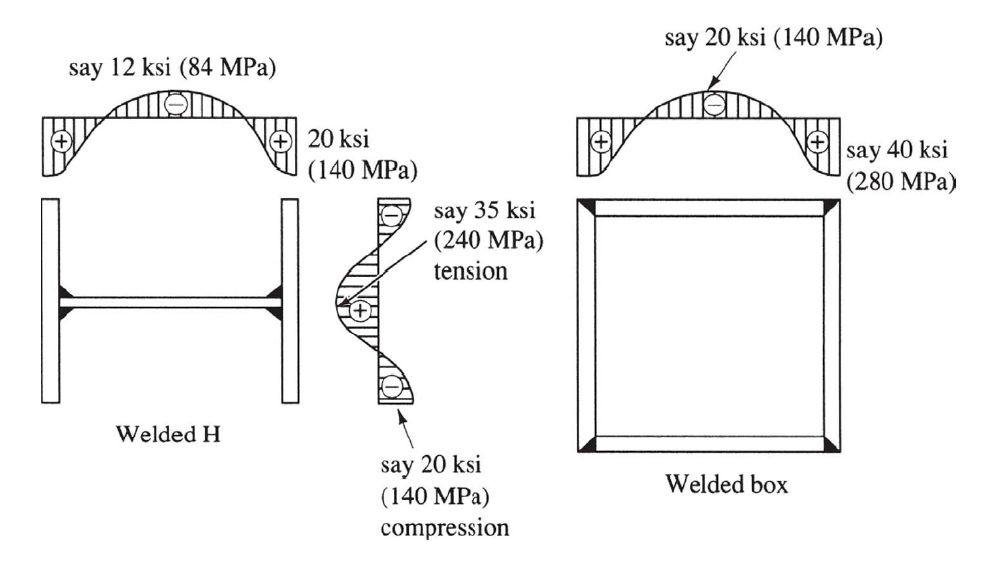 say 12 ksi (84 MPa)
20 ksi
(140 MPa)
say 35 ksi
(240 MPa)
tension
Welded H
say 20 ksi
(140 MPa)
compression
say 20 ksi (140 MPa)
say 40 ksi
(280 MPa)
Welded box